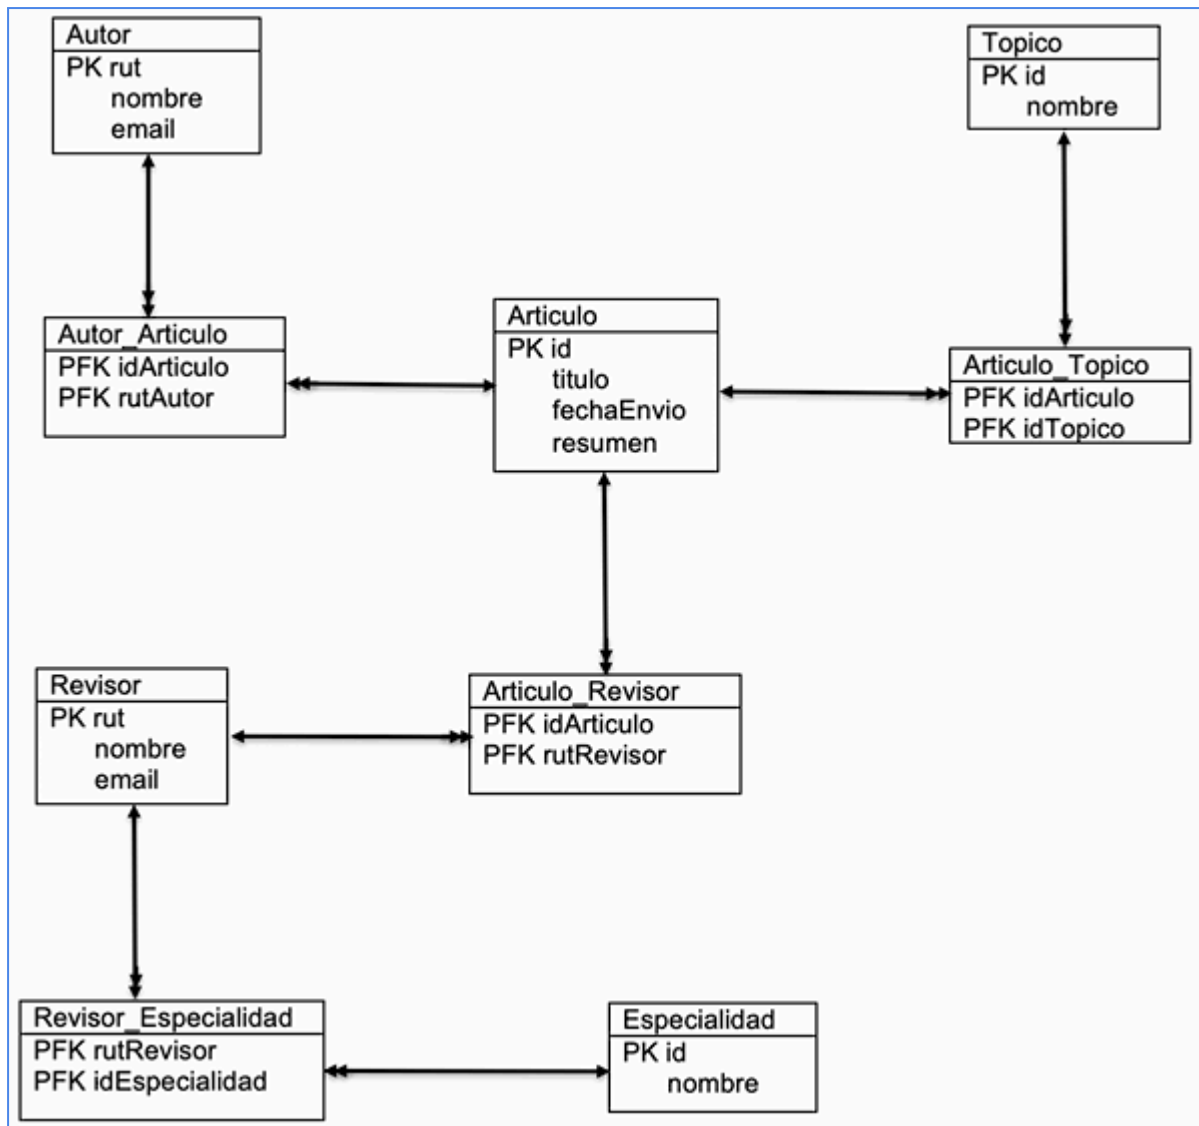 Autor
PK rut
nombre
email
Topico
PK id
nombre
Autor_Articulo
PFK idArticulo
PFK rutAutor
Articulo
PK id
titulo
fechaEnvio
resumen
Articulo_Topico
PFK idArticulo
PFK idTopico
Revisor
PK rut
nombre
email
Articulo_Revisor
PFK idArticulo
PFK rutRevisor
Revisor_Especialidad
PFK rutRevisor
PFK idEspecialidad
Especialidad
PK id
nombre